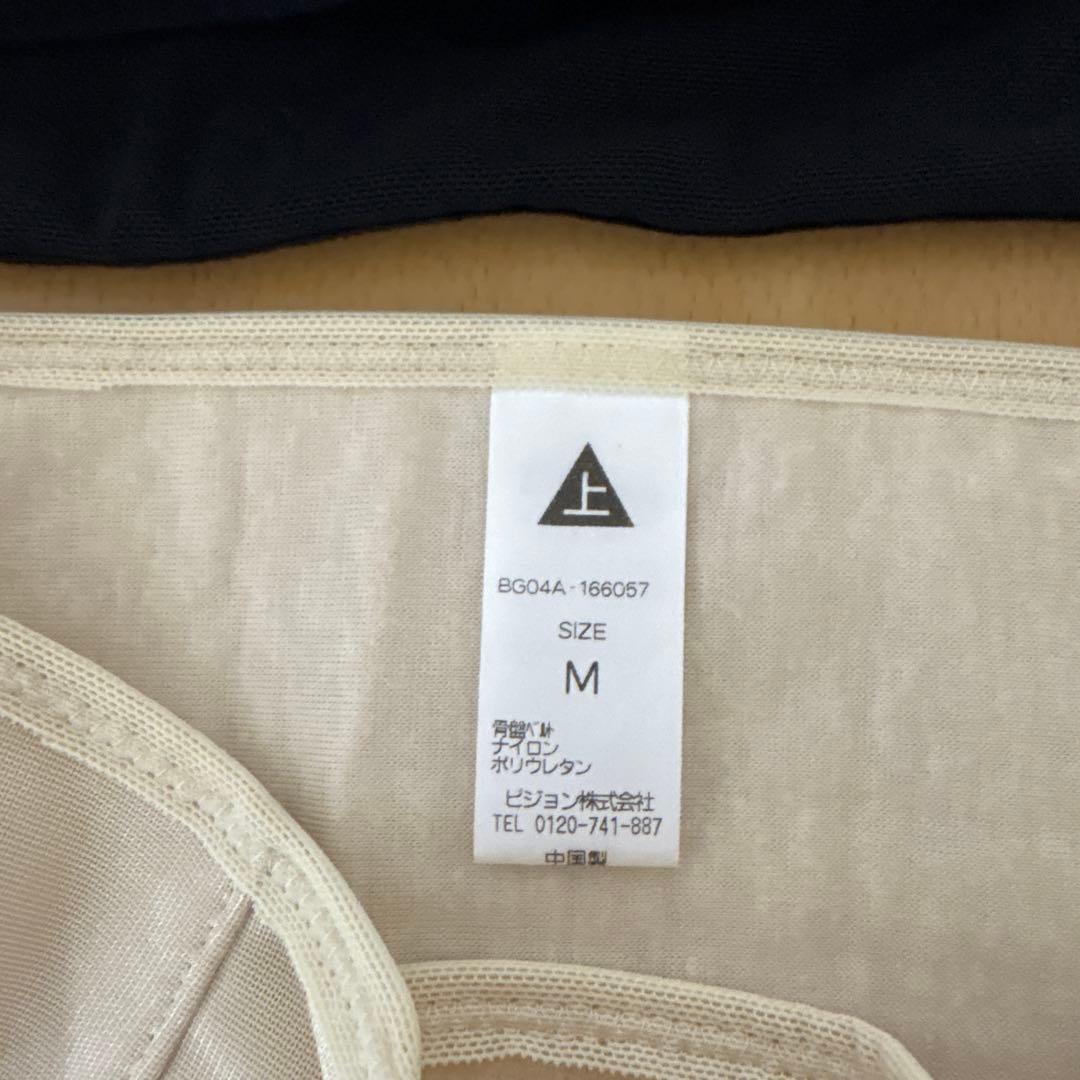 上
BG04A-166057
SIZE
M
骨盤ベルト
ナイロン
ポリウレタン
ピジョン株式会社
TEL 0120-741-887
中国製